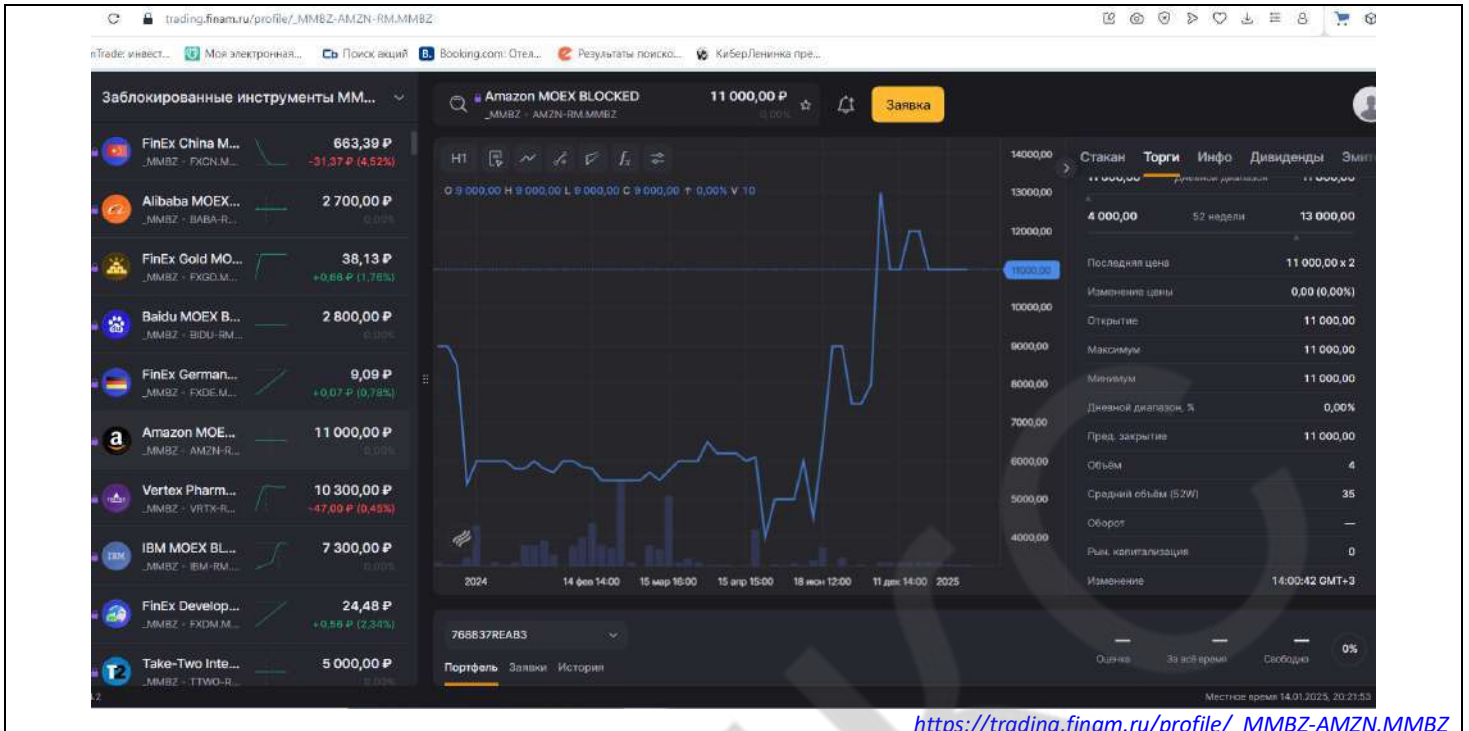 trading.finam.ru/profile/_MMBZ-AMZN-RM.MMBZ
nTrade: инвест... Моя электронная... Поиск акций Booking.com: Отел... Результаты поиско... КиберЛенинка пре...
Заблокированные инструменты ММ...
FinEx China M... 663,39 ₽
_MMBZ - FXCN.M... -31,37 ₽ (4,52%)
Alibaba MOEX... 2 700,00 ₽
_MMBZ - BABA-R... 0,00%
FinEx Gold MO... 38,13 ₽
_MMBZ - FXGD.M... +0,66 ₽ (1,76%)
Baidu MOEX B... 2 800,00 ₽
_MMBZ - BIDU-RM... 0,00%
FinEx German... 9,09 ₽
_MMBZ - FXDE.M... +0,07 ₽ (0,78%)
Amazon MOE... 11 000,00 ₽
_MMBZ - AMZN-R... 0,00%
Vertex Pharm... 10 300,00 ₽
_MMBZ - VRTX-R... -47,00 ₽ (0,45%)
IBM MOEX BL... 7 300,00 ₽
_MMBZ - IBM-RM... 0,00%
FinEx Develop... 24,48 ₽
_MMBZ - FXDM.M... +0,56 ₽ (2,34%)
Take-Two Inte... 5 000,00 ₽
_MMBZ - TTWO-R... 0,00%
Amazon MOEX BLOCKED 11 000,00 ₽
_MMBZ - AMZN-RM.MMBZ 0,00%
Заявка
H1
O 9 000,00 H 9 000,00 L 9 000,00 C 9 000,00 0,00% V 10
14000,00
13000,00
12000,00
11000,00
10000,00
9000,00
8000,00
7000,00
6000,00
5000,00
4000,00
2024 14 фев 14:00 15 мар 16:00 15 апр 15:00 18 июн 12:00 11 дек 14:00 2025
Стакан Торги Инфо Дивиденды Эмит
11 000,00 Дневной диапазон 11 000,00
4 000,00 52 недели 13 000,00
Последняя цена 11 000,00 x 2
Изменение цены 0,00 (0,00%)
Открытие 11 000,00
Максимум 11 000,00
Минимум 11 000,00
Дневной диапазон, % 0,00%
Пред. закрытие 11 000,00
Объём 4
Средний объём (52W) 35
Оборот —
Рын. капитализация 0
Изменение 14:00:42 GMT+3
768837REAB3
Портфель Заявки История
— — — 0%
Оценка За всё время Свободно
Местное время 14.01.2025, 20:21:53
https://trading.finam.ru/profile/_MMBZ-AMZN.MMBZ